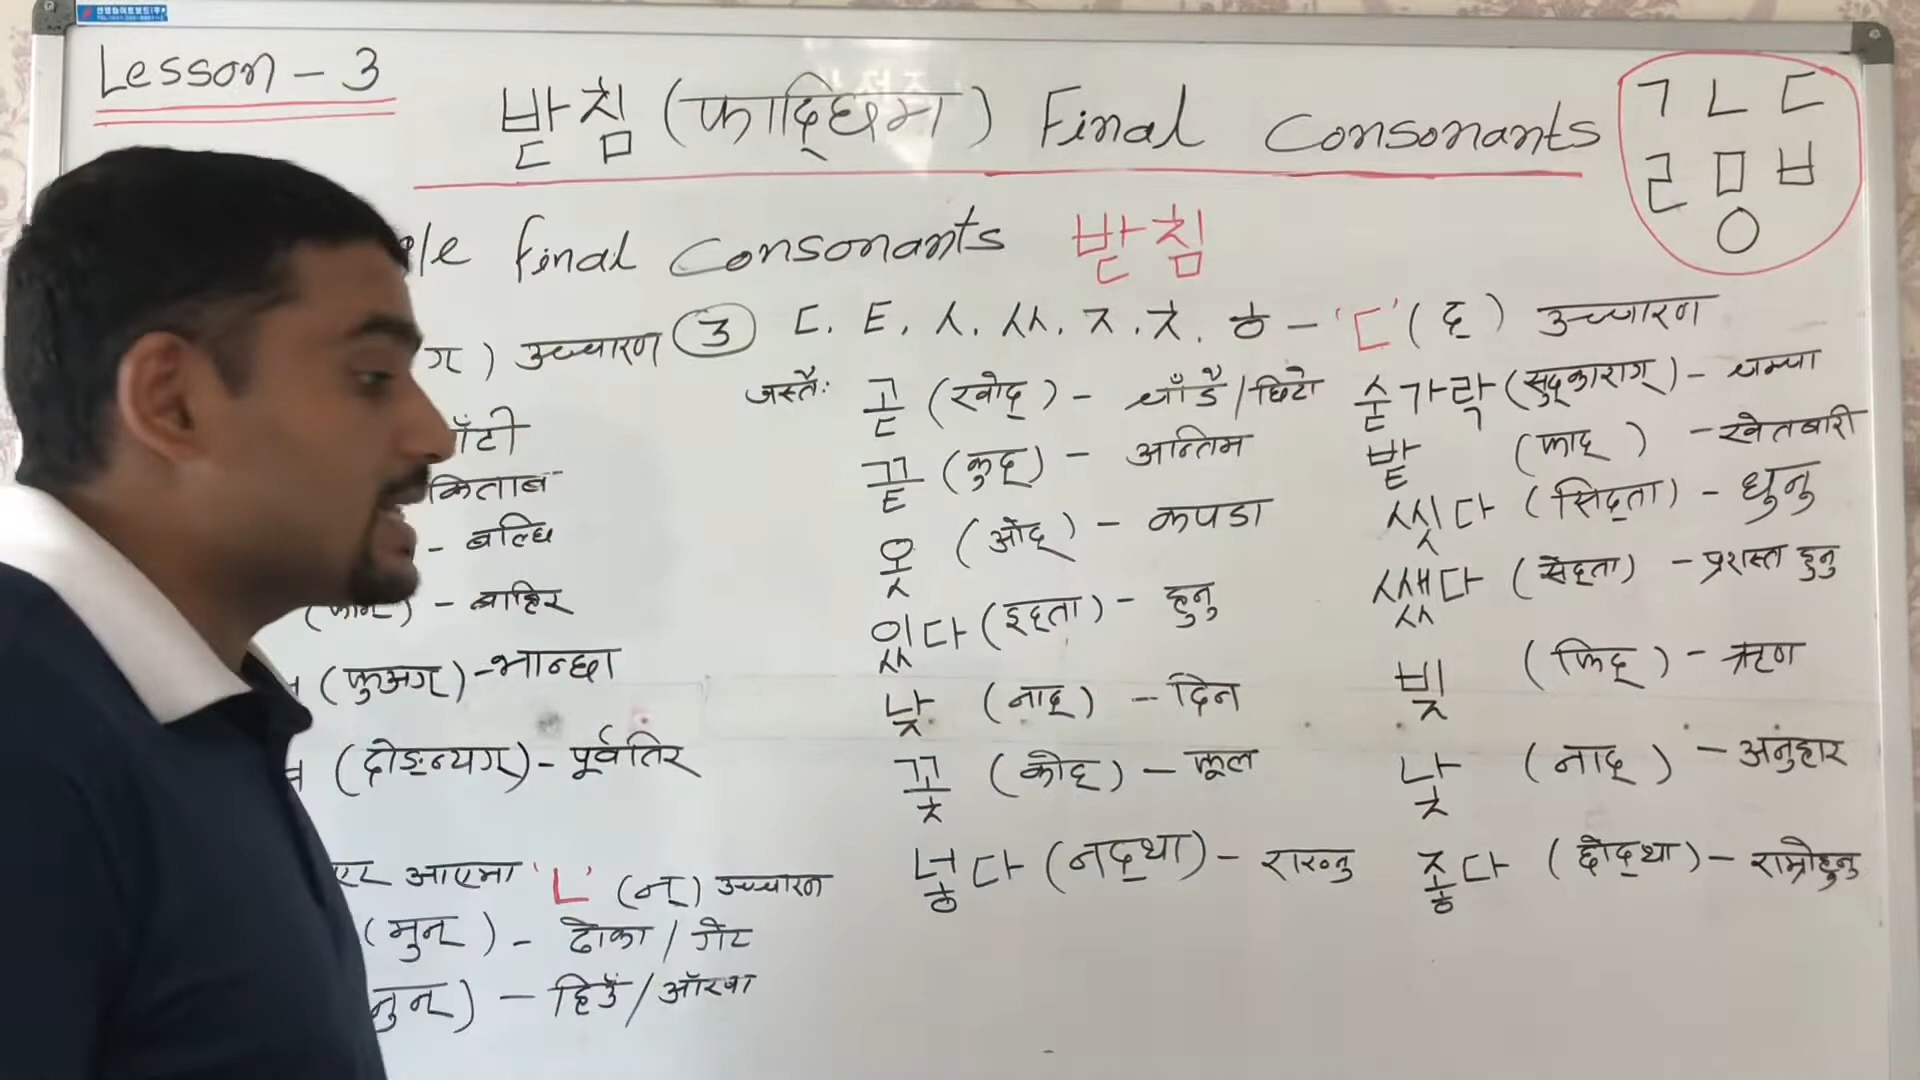 Lesson - 3
받침 (फाद्छिम) Final Consonants
ㄱ ㄴ ㄷ
ㄹ ㅁ ㅂ
ㅇ
le final consonants 받침
ग) उच्चारण
③ ㄷ. ㅌ. ㅅ. ㅆ. ㅈ. ㅊ. ㅎ - 'ㄷ' (द्) उच्चारण
जस्तैः 곧 (खोद्) - चाँडै / छिटो
숟가락 (सुद्काराग्) - चम्चा
끝 (कुद्) - अन्तिम
밭 (फाद्) - खेतबारी
옷 (ओद्) - कपडा
씻다 (सिद्ता) - धुनु
있다 (इद्ता) - हुनु
쌨다 (सेद्ता) - प्रशस्त हुनु
낮 (नाद्) - दिन
빚 (फिद्) - ऋण
꽃 (कोद्) - फूल
낯 (नाद्) - अनुहार
넣다 (नद्था) - राख्नु
좋다 (छोद्था) - राम्रोहुनु
किताब
- बाहिर
(फुअग्) - भान्छा
(दोङ्न्यग्) - पूर्वतिर
आएमा 'ㄴ' (न्) उच्चारण
(मुन्) - ढोका / गेट
नुन्) - हिउँ / आँखा